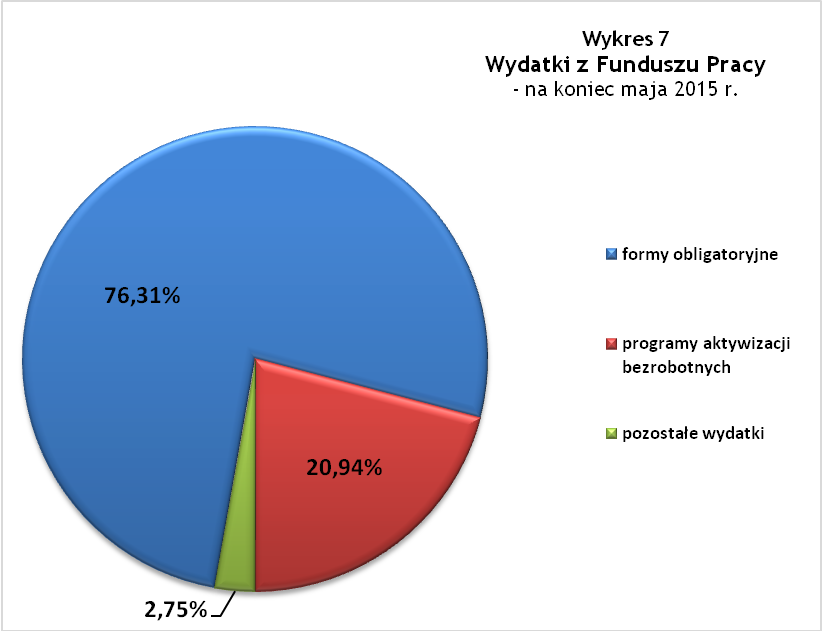 Wykres 7
Wydatki z Funduszu Pracy
- na koniec maja 2015 r.
76,31%
20,94%
2,75%
formy obligatoryjne
programy aktywizacji
bezrobotnych
pozostałe wydatki